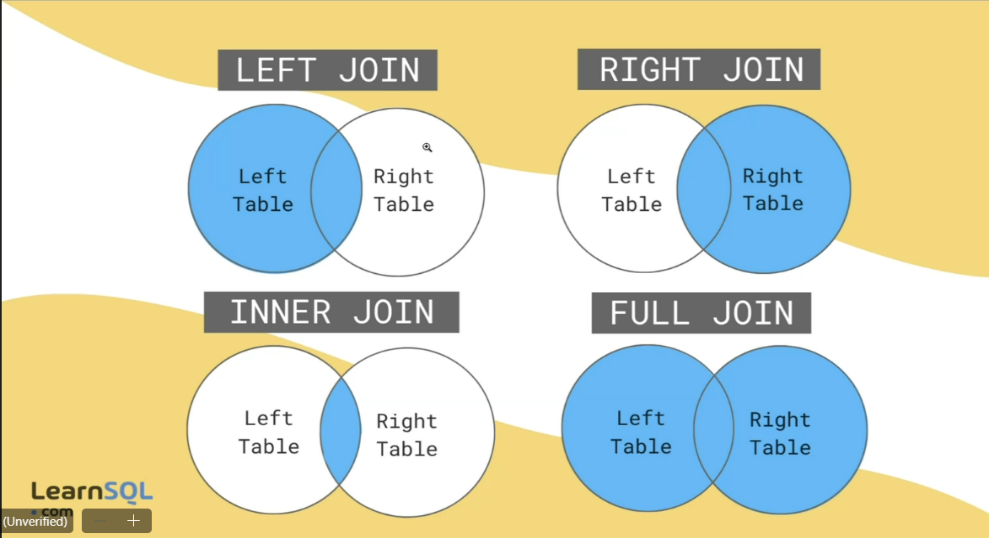 LEFT JOIN
Left
Table
Right
Table
RIGHT JOIN
Left
Table
Right
Table
INNER JOIN
Left
Table
Right
Table
FULL JOIN
Left
Table
Right
Table
LearnSQL
•com
(Unverified)